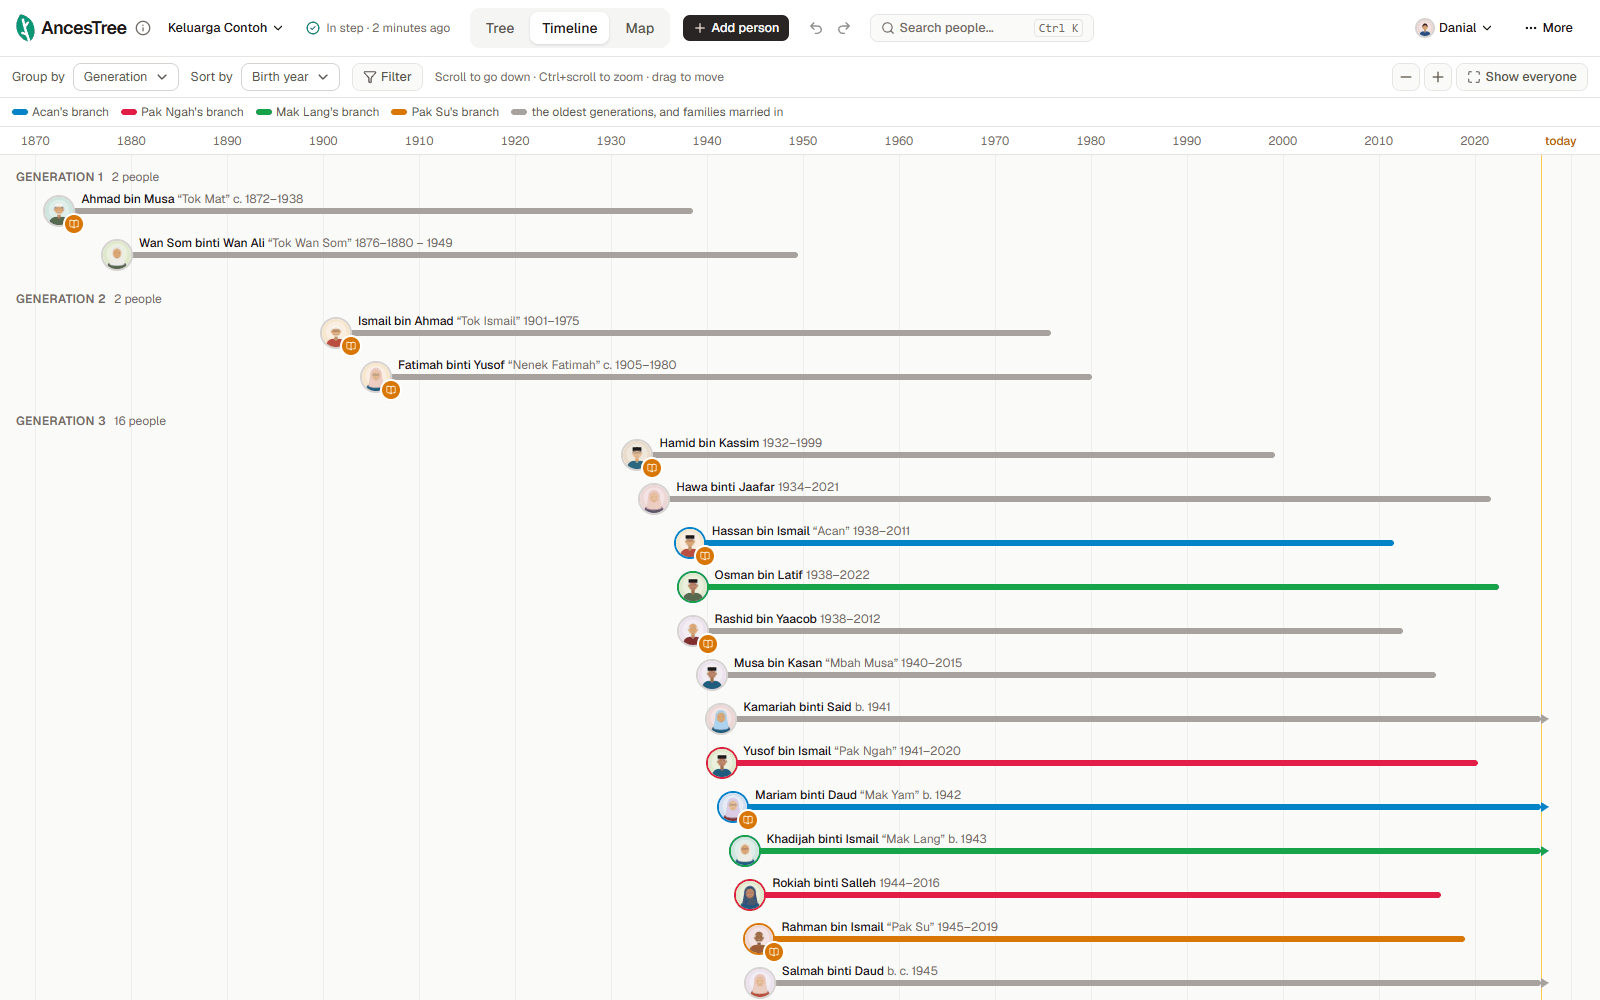 AncesTree
Keluarga Contoh
In step · 2 minutes ago
Tree
Timeline
Map
Add person
Search people...
Ctrl K
Danial
More
Group by
Generation
Sort by
Birth year
Filter
Scroll to go down · Ctrl+scroll to zoom · drag to move
Show everyone
Acan's branch
Pak Ngah's branch
Mak Lang's branch
Pak Su's branch
the oldest generations, and families married in
1870 1880 1890 1900 1910 1920 1930 1940 1950 1960 1970 1980 1990 2000 2010 2020 today
GENERATION 1 2 people
Ahmad bin Musa “Tok Mat” c. 1872–1938
Wan Som binti Wan Ali “Tok Wan Som” 1876–1880 – 1949
GENERATION 2 2 people
Ismail bin Ahmad “Tok Ismail” 1901–1975
Fatimah binti Yusof “Nenek Fatimah” c. 1905–1980
GENERATION 3 16 people
Hamid bin Kassim 1932–1999
Hawa binti Jaafar 1934–2021
Hassan bin Ismail “Acan” 1938–2011
Osman bin Latif 1938–2022
Rashid bin Yaacob 1938–2012
Musa bin Kasan “Mbah Musa” 1940–2015
Kamariah binti Said b. 1941
Yusof bin Ismail “Pak Ngah” 1941–2020
Mariam binti Daud “Mak Yam” b. 1942
Khadijah binti Ismail “Mak Lang” b. 1943
Rokiah binti Salleh 1944–2016
Rahman bin Ismail “Pak Su” 1945–2019
Salmah binti Daud b. c. 1945